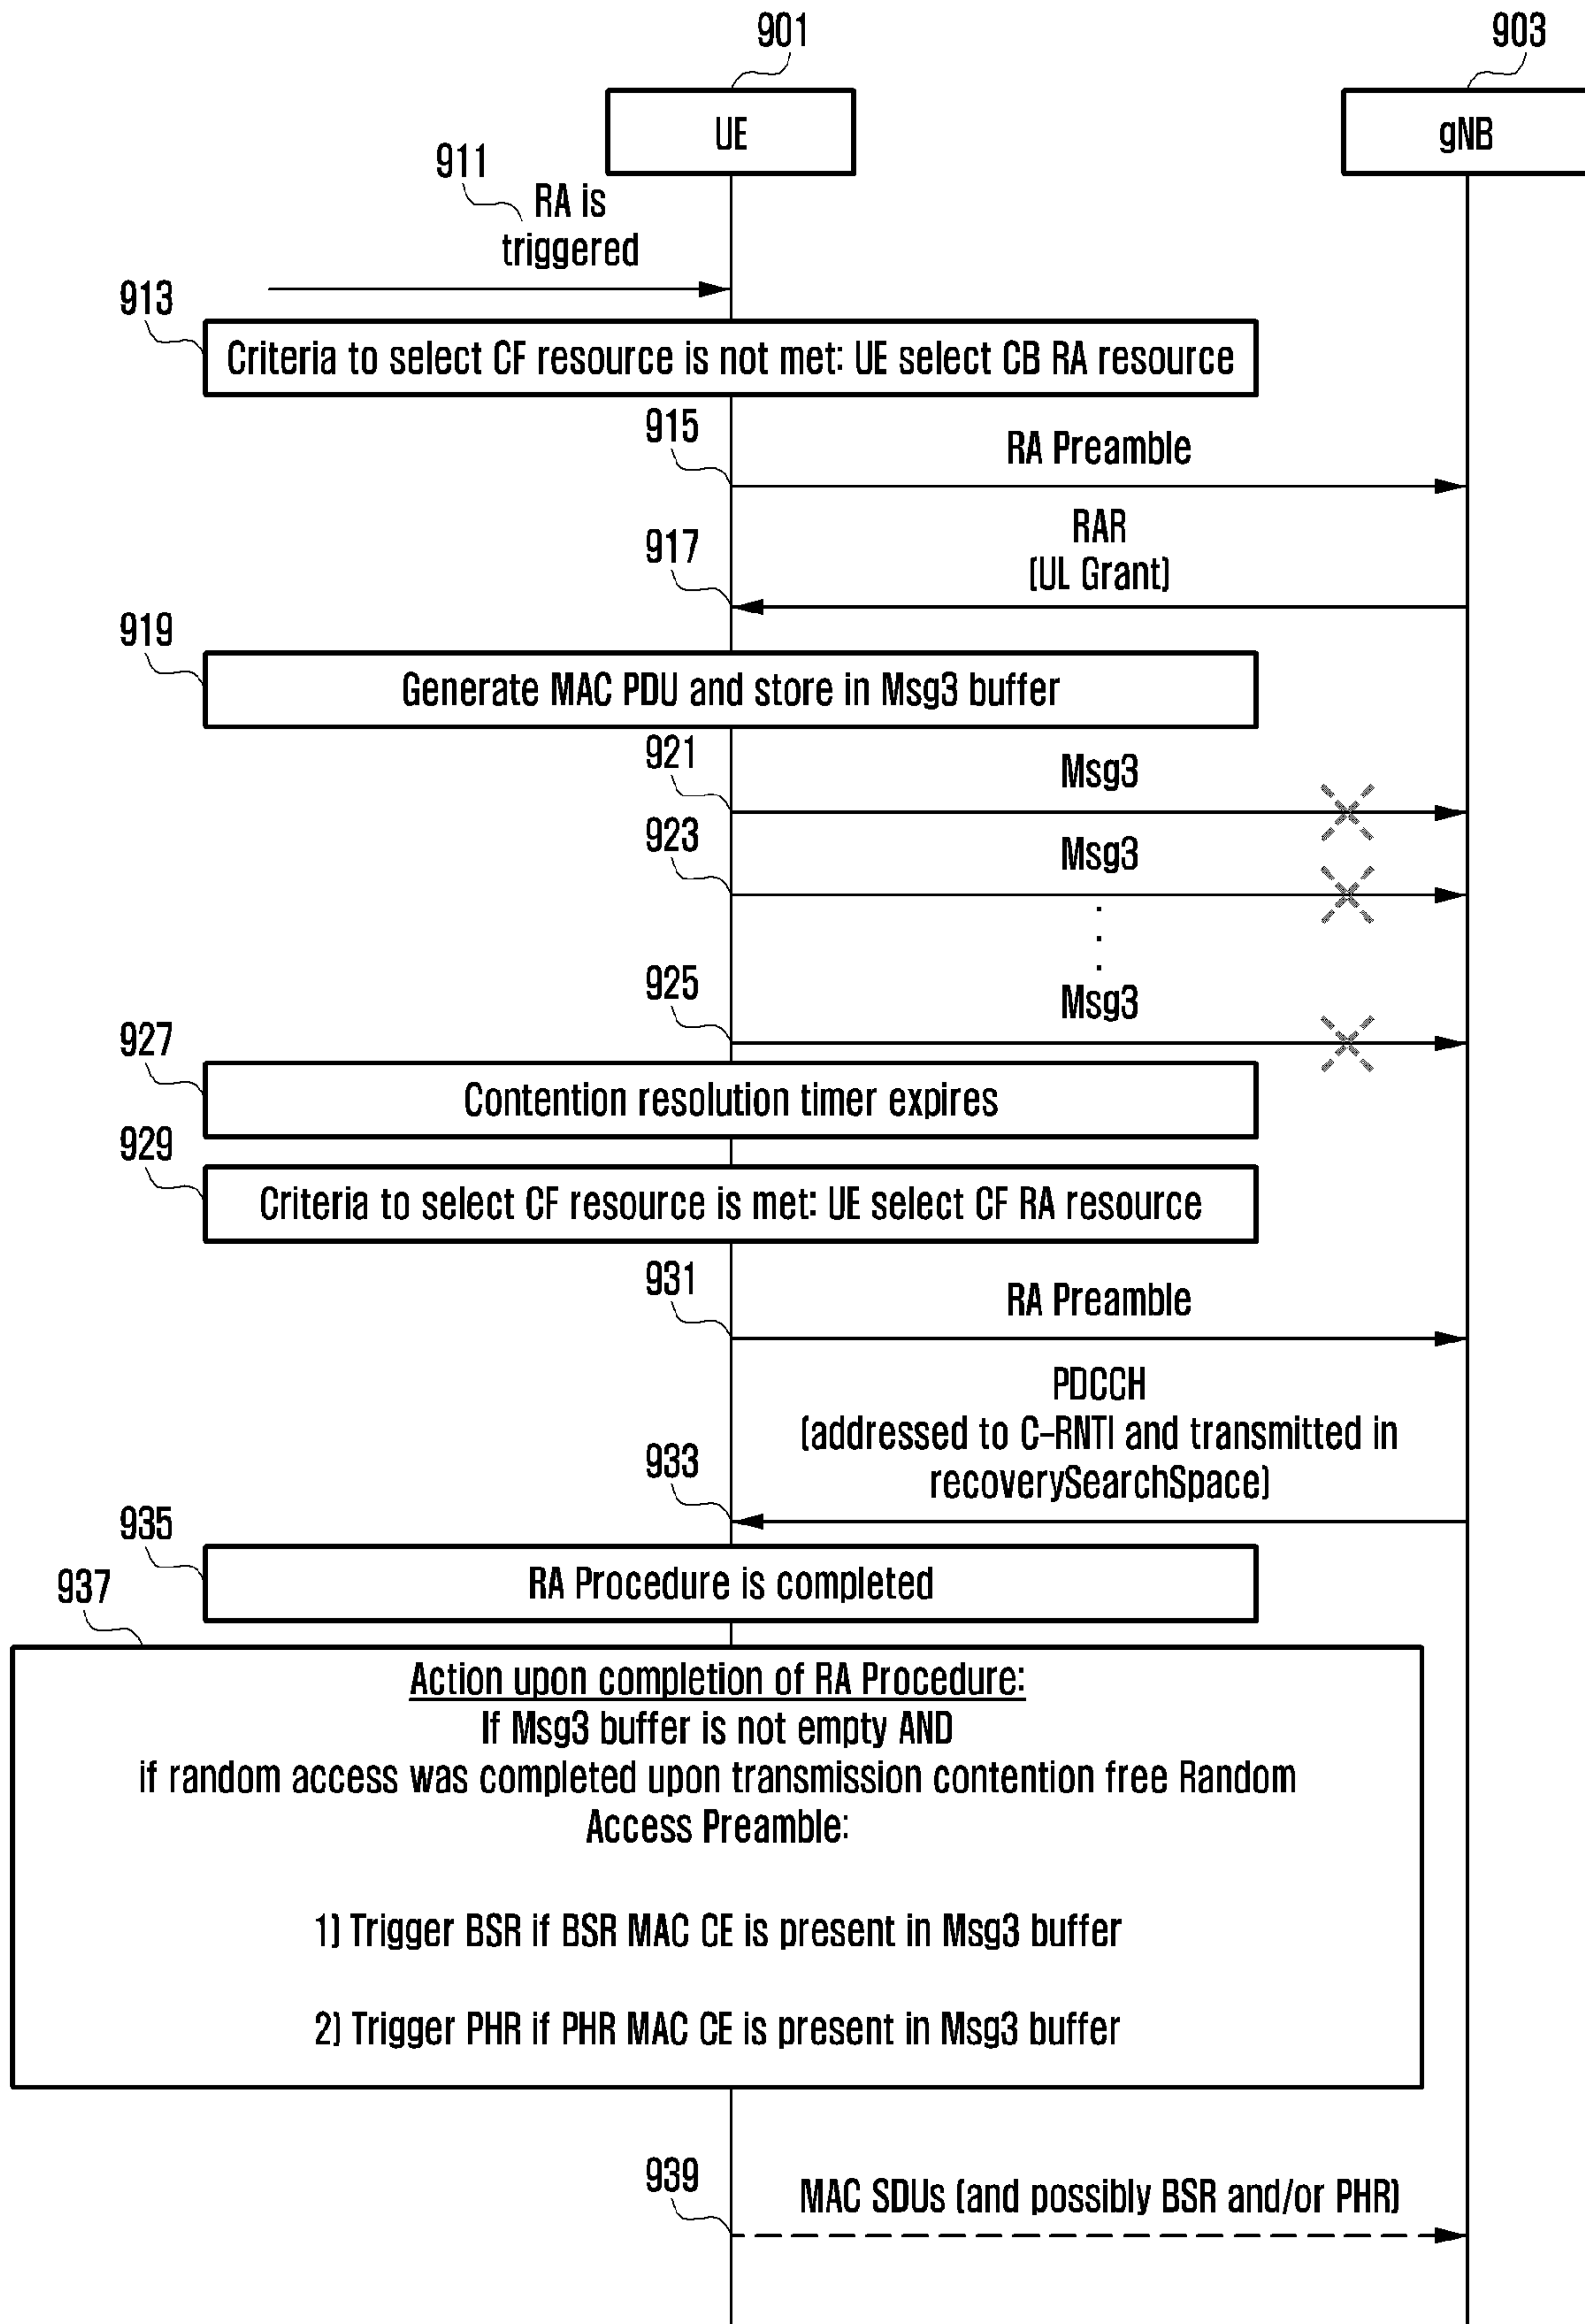 901
903
UE
gNB
911
RA is
triggered
913
Criteria to select CF resource is not met: UE select CB RA resource
915
RA Preamble
917
RAR
(UL Grant)
919
Generate MAC PDU and store in Msg3 buffer
921
Msg3
923
Msg3
925
Msg3
927
Contention resolution timer expires
929
Criteria to select CF resource is met: UE select CF RA resource
931
RA Preamble
933
PDCCH
(addressed to C-RNTI and transmitted in
recoverySearchSpace)
935
RA Procedure is completed
937
Action upon completion of RA Procedure:
If Msg3 buffer is not empty AND
if random access was completed upon transmission contention free Random
Access Preamble:
1) Trigger BSR if BSR MAC CE is present in Msg3 buffer
2) Trigger PHR if PHR MAC CE is present in Msg3 buffer
939
MAC SDUs (and possibly BSR and/or PHR)